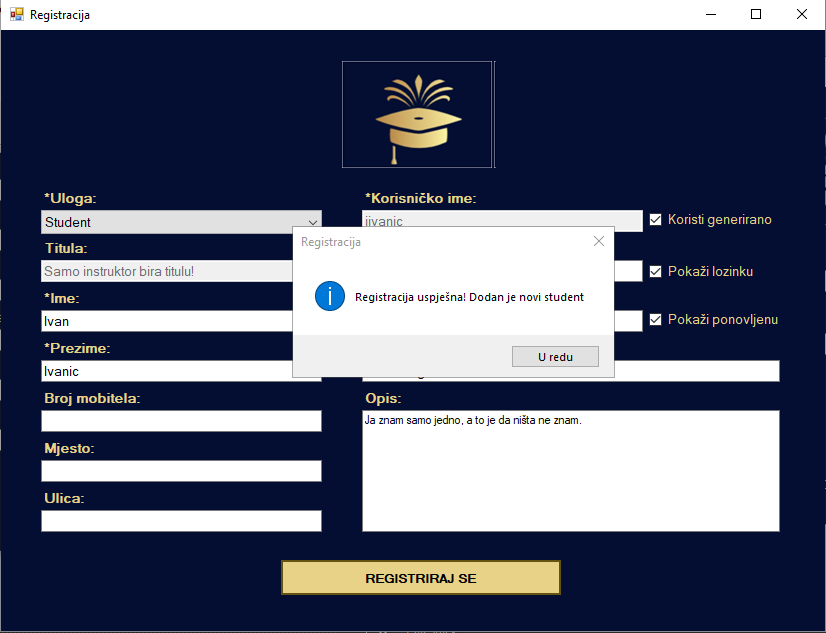 Registracija
*Uloga:
Student
Titula:
Samo instruktor bira titulu!
*Ime:
Ivan
*Prezime:
Ivanic
Broj mobitela:
Mjesto:
Ulica:
*Korisničko ime:
iivanic
Koristi generirano
Pokaži lozinku
Pokaži ponovljenu
Registracija
Registracija uspješna! Dodan je novi student
U redu
Opis:
Ja znam samo jedno, a to je da ništa ne znam.
REGISTRIRAJ SE